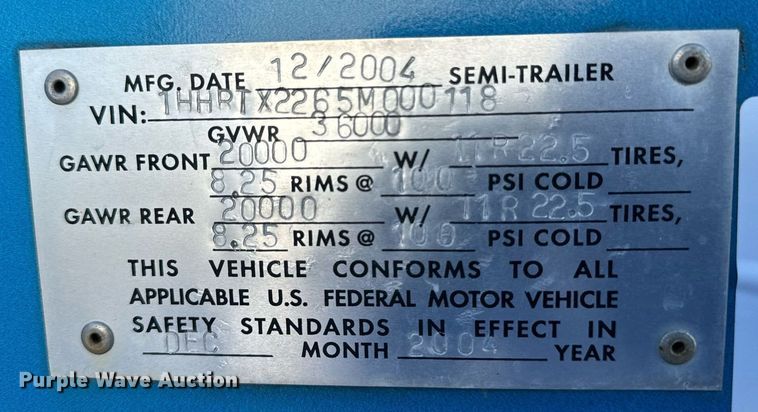 MFG. DATE 12/2004 SEMI-TRAILER
VIN: 1HHRTX2265M000118
GVWR 36000
GAWR FRONT 20000 W/ 11R22.5 TIRES,
8.25 RIMS @ 100 PSI COLD
GAWR REAR 20000 W/ 11R22.5 TIRES,
8.25 RIMS @ 100 PSI COLD
THIS VEHICLE CONFORMS TO ALL
APPLICABLE U.S. FEDERAL MOTOR VEHICLE
SAFETY STANDARDS IN EFFECT IN
DEC MONTH 2004 YEAR
Purple Wave Auction